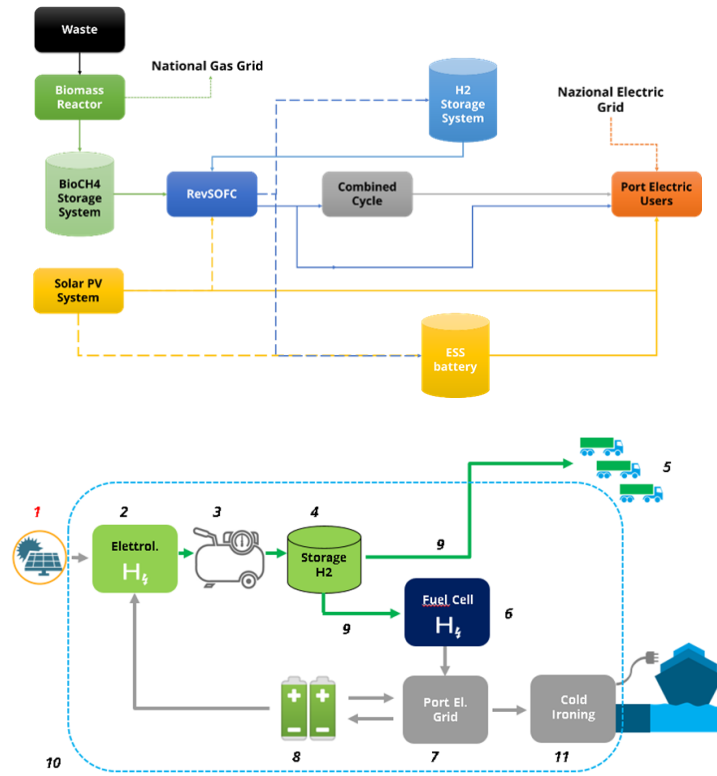 Waste
National Gas Grid
Biomass
Reactor
H2
Storage
System
Nazional Electric
Grid
BioCH4
Storage
System
RevSOFC
Combined
Cycle
Port Electric
Users
Solar PV
System
ESS
battery
1
2
3
4
5
Elettrol.
H
Storage
H2
9
9
Fuel Cell
H
6
Port El.
Grid
Cold
Ironing
8
7
11
10